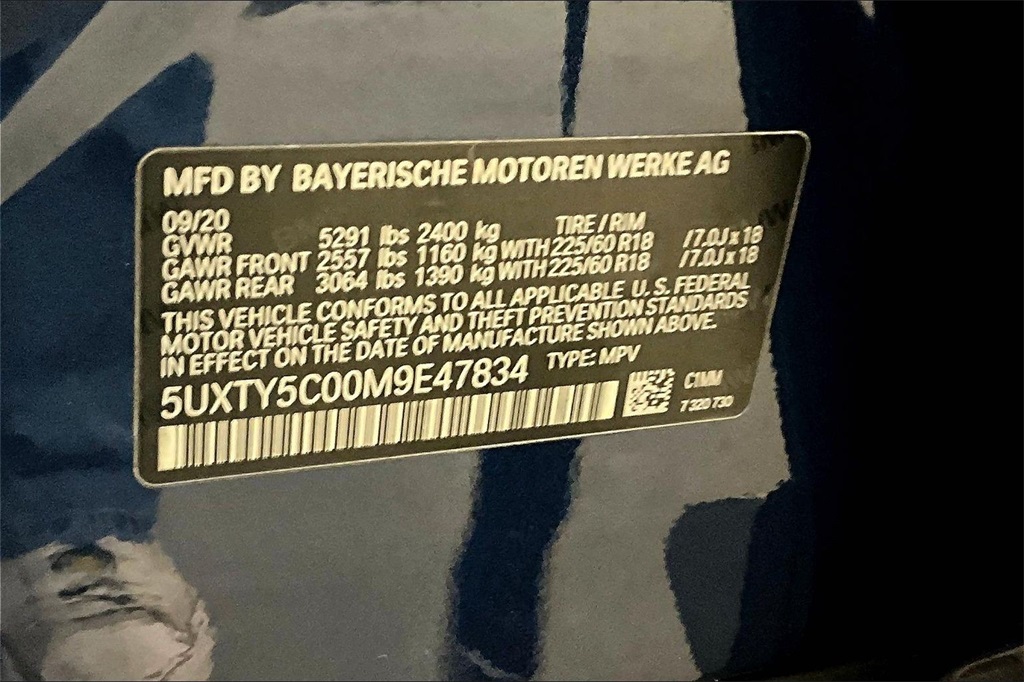 MFD BY BAYERISCHE MOTOREN WERKE AG
09/20 TIRE / RIM
GVWR 5291 lbs 2400 kg
GAWR FRONT 2557 lbs 1160 kg WITH 225/60 R18 /7.0J x 18
GAWR REAR 3064 lbs 1390 kg WITH 225/60 R18 /7.0J x 18
THIS VEHICLE CONFORMS TO ALL APPLICABLE U. S. FEDERAL
MOTOR VEHICLE SAFETY AND THEFT PREVENTION STANDARDS
IN EFFECT ON THE DATE OF MANUFACTURE SHOWN ABOVE.
5UXTY5C00M9E47834 TYPE: MPV
C1MM
7 320 730